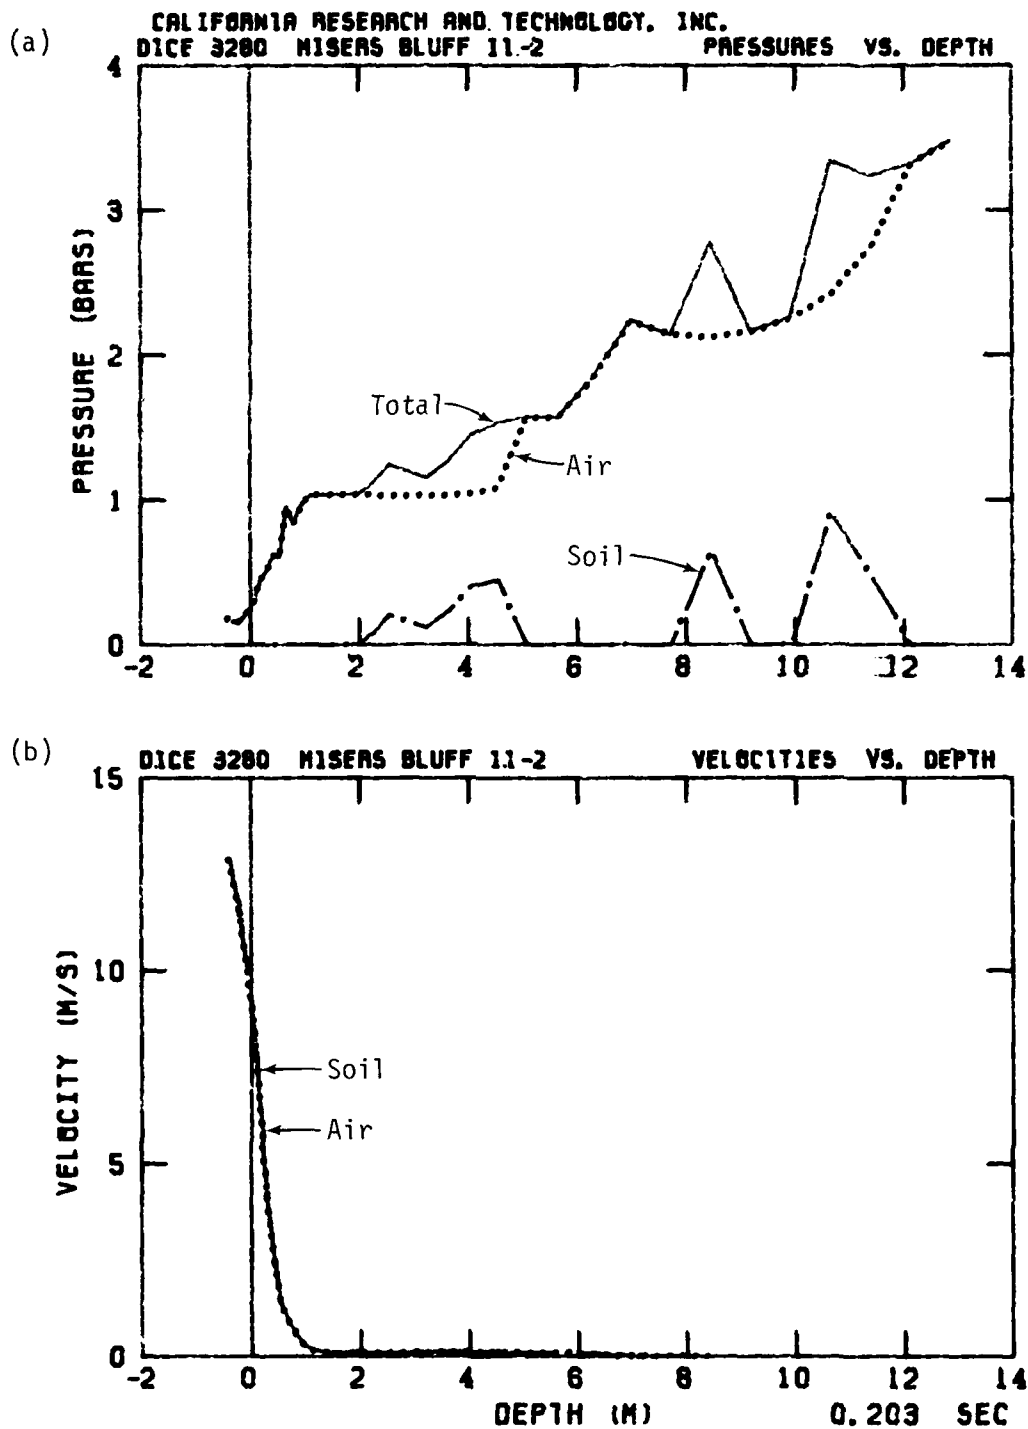 (a)
CALIFORNIA RESEARCH AND TECHNOLOGY, INC.
DICE 3280 MISERS BLUFF 11-2 PRESSURES VS. DEPTH
4
3
2
1
0
PRESSURE (BARS)
Total
Air
Soil
-2 0 2 4 6 8 10 12 14
(b)
DICE 3280 MISERS BLUFF 11-2 VELOCITIES VS. DEPTH
15
10
5
0
VELOCITY (M/S)
Soil
Air
-2 0 2 4 6 8 10 12 14
DEPTH (M) 0.203 SEC